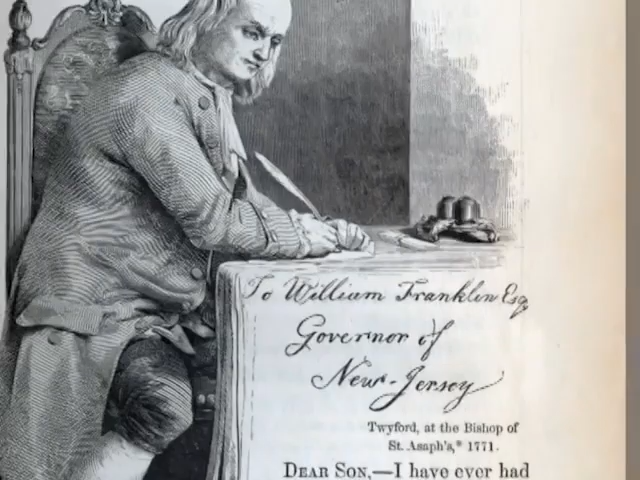 To William Franklin Esq
Governor of
New-Jersey
Twyford, at the Bishop of
St. Asaph's,* 1771.
DEAR SON,—I have ever had